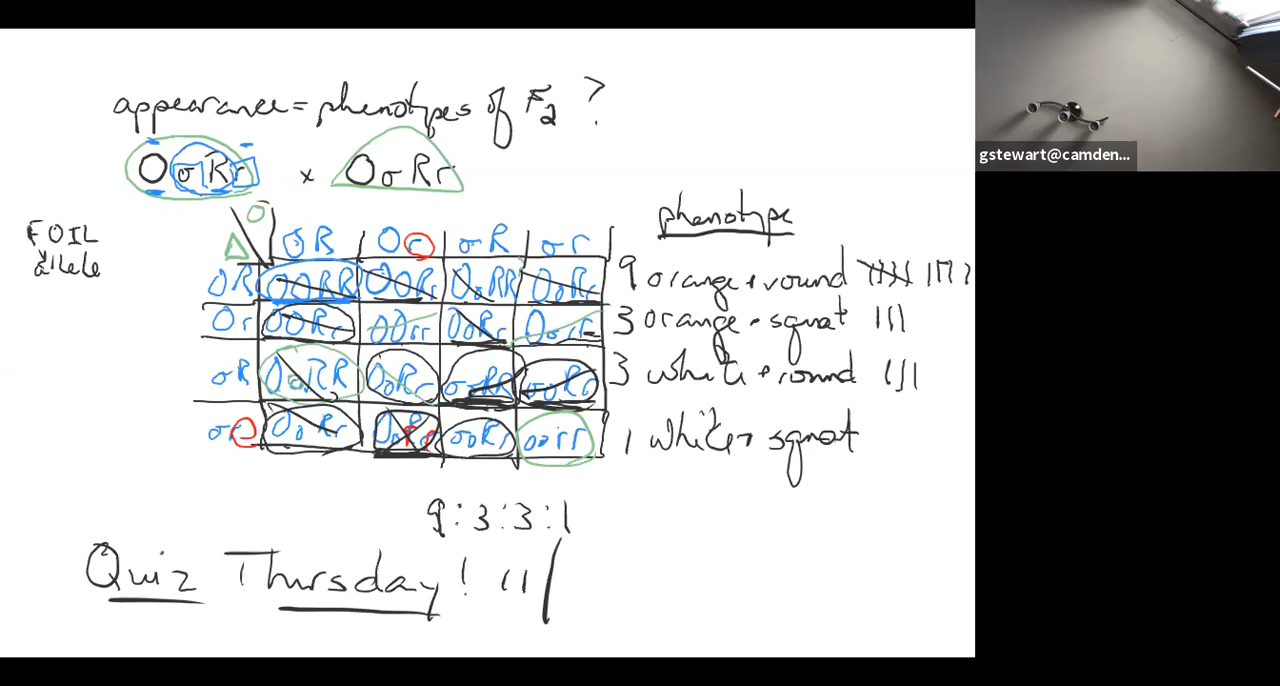 appearance = phenotypes of F2 ?
OoRr x OoRr
FOIL
allele
phenotype
OR Or oR or
OR OORR OORr OoRR OoRr 9 orange + round
Or OORr OOrr OoRr Oorr 3 orange + squat III
oR OoRR OoRr ooRR ooRr 3 white + round III
or OoRr Oorr ooRr oorr 1 white + squat
9:3:3:1
Quiz Thursday!
gstewart@camden...